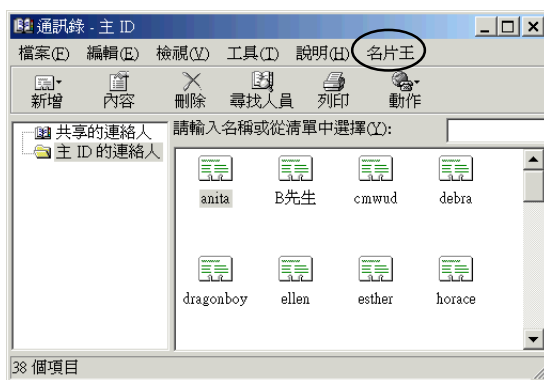 通訊錄 - 主 ID
檔案(F) 編輯(E) 檢視(V) 工具(T) 說明(H) 名片王
新增 內容 刪除 尋找人員 列印 動作
共享的連絡人
主 ID 的連絡人
請輸入名稱或從清單中選擇(Y):
anita B先生 cmwud debra
dragonboy ellen esther horace
38 個項目